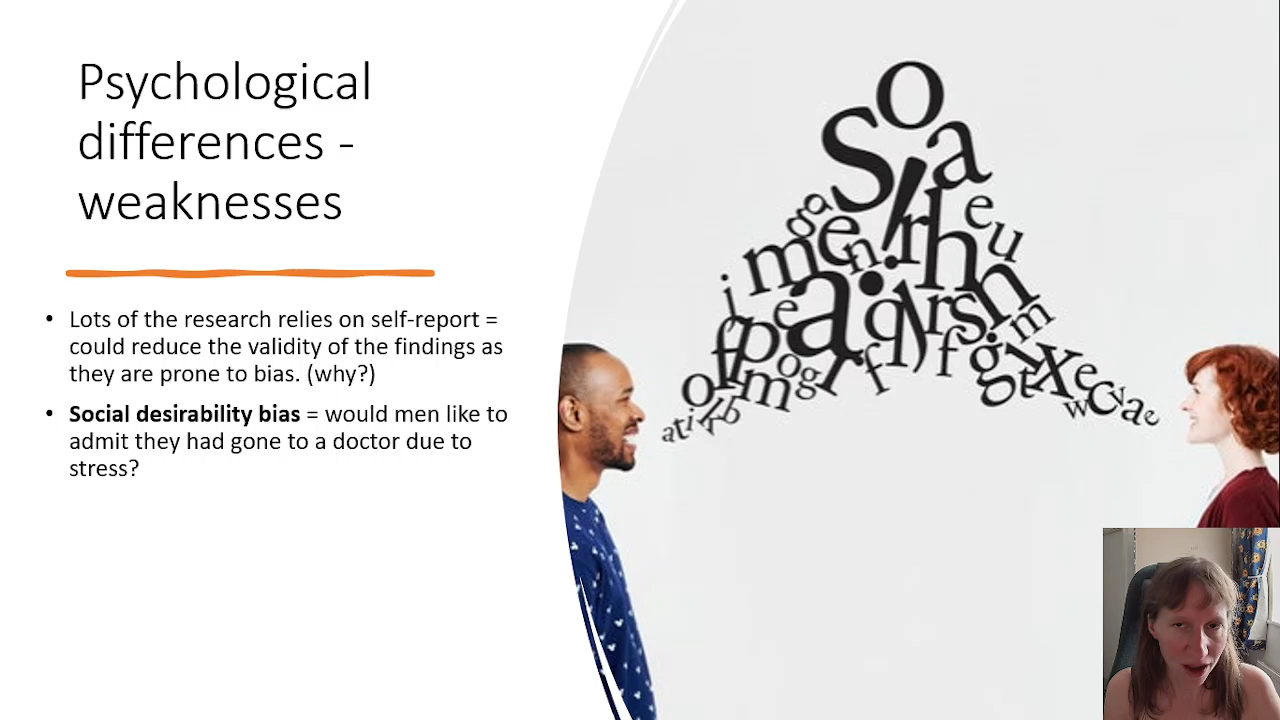 Psychological
differences -
weaknesses
• Lots of the research relies on self-report =
could reduce the validity of the findings as
they are prone to bias. (why?)
• Social desirability bias = would men like to
admit they had gone to a doctor due to
stress?